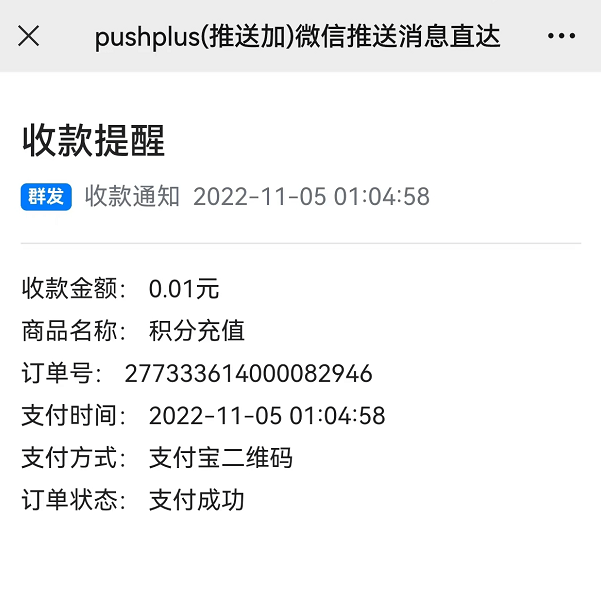 pushplus(推送加)微信推送消息直达
收款提醒
群发 收款通知 2022-11-05 01:04:58
收款金额： 0.01元
商品名称： 积分充值
订单号： 277333614000082946
支付时间： 2022-11-05 01:04:58
支付方式： 支付宝二维码
订单状态： 支付成功